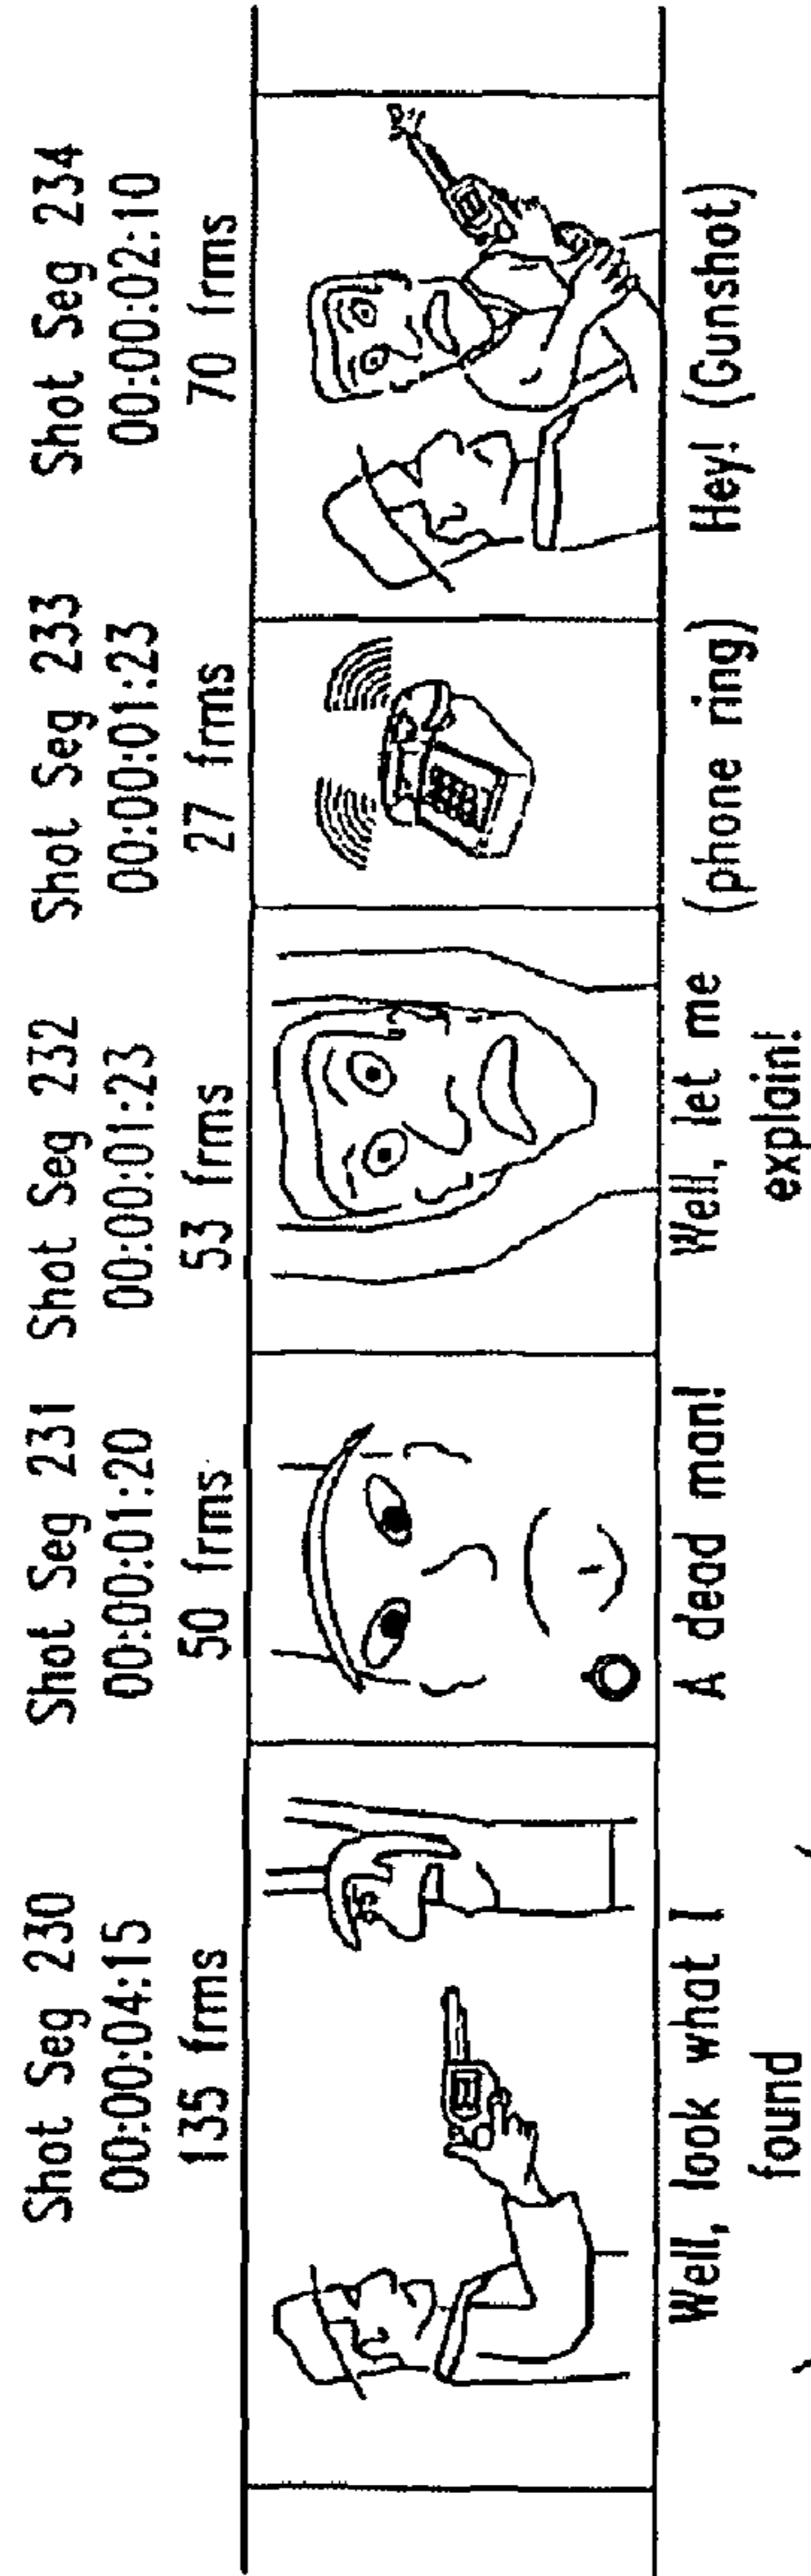 Shot Seg 230
00:00:04:15
135 frms
Shot Seg 231
00:00:01:20
50 frms
Shot Seg 232
00:00:01:23
53 frms
Shot Seg 233
00:00:01:23
27 frms
Shot Seg 234
00:00:02:10
70 frms
Well, look what I
found
A dead man!
Well, let me
explain!
(phone ring)
Hey! (Gunshot)